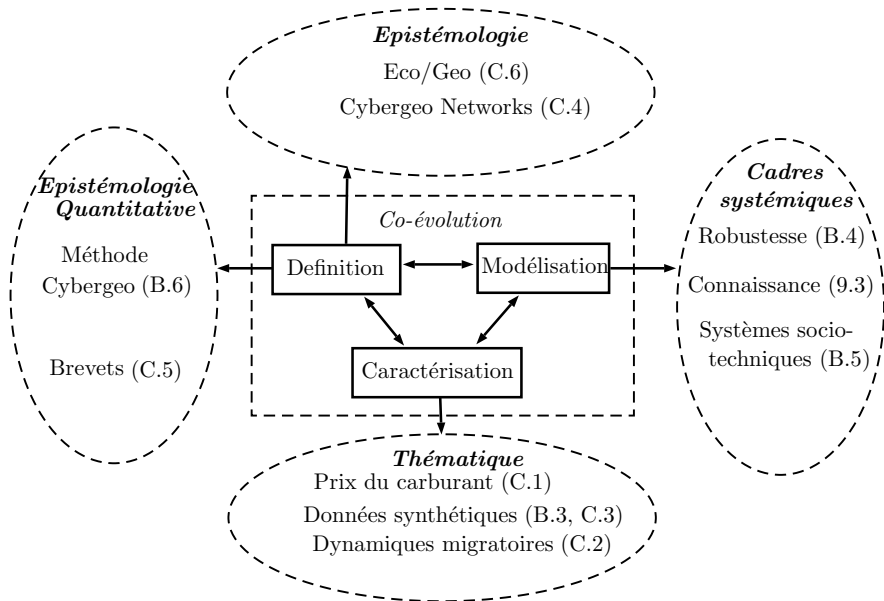 Epistémologie
Eco/Geo (C.6)
Cybergeo Networks (C.4)
Epistémologie
Quantitative
Méthode
Cybergeo (B.6)
Brevets (C.5)
Co-évolution
Definition
Modélisation
Caractérisation
Cadres
systémiques
Robustesse (B.4)
Connaissance (9.3)
Systèmes socio-
techniques (B.5)
Thématique
Prix du carburant (C.1)
Données synthétiques (B.3, C.3)
Dynamiques migratoires (C.2)